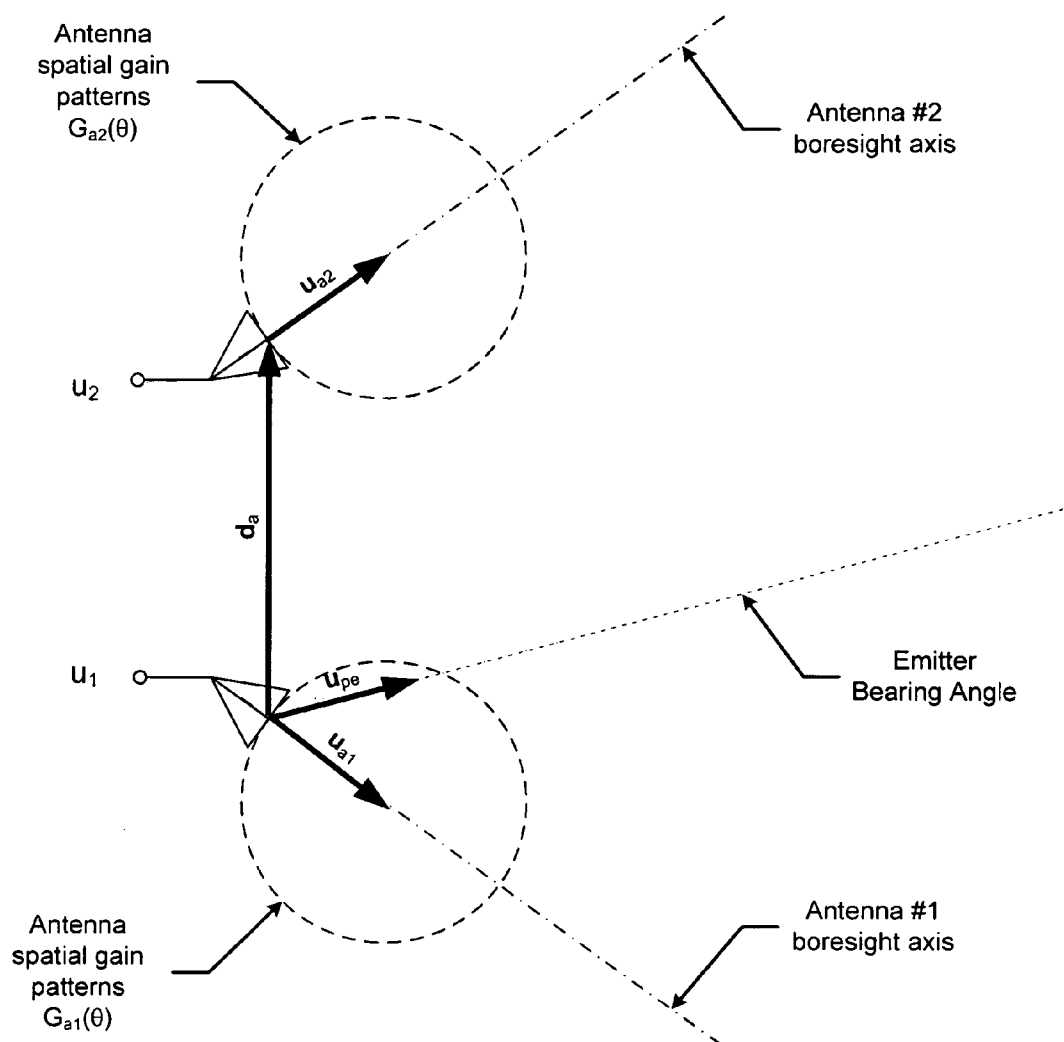 Antenna
spatial gain
patterns
Ga2(θ)
Antenna #2
boresight axis
ua2
u2
da
u1
upe
Emitter
Bearing Angle
ua1
Antenna #1
boresight axis
Antenna
spatial gain
patterns
Ga1(θ)